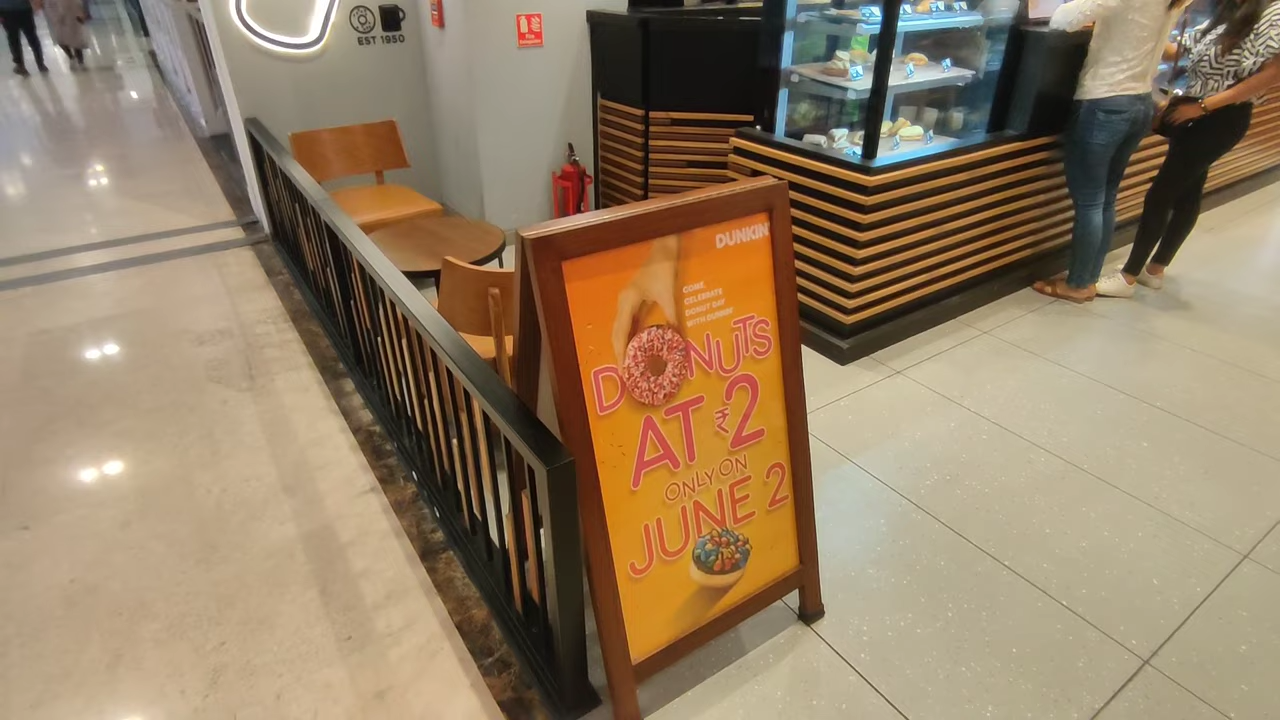 EST 1950
DUNKIN'
COME,
CELEBRATE
DONUT DAY
WITH DUNKIN'
DONUTS
AT ₹2
ONLY ON
JUNE 2